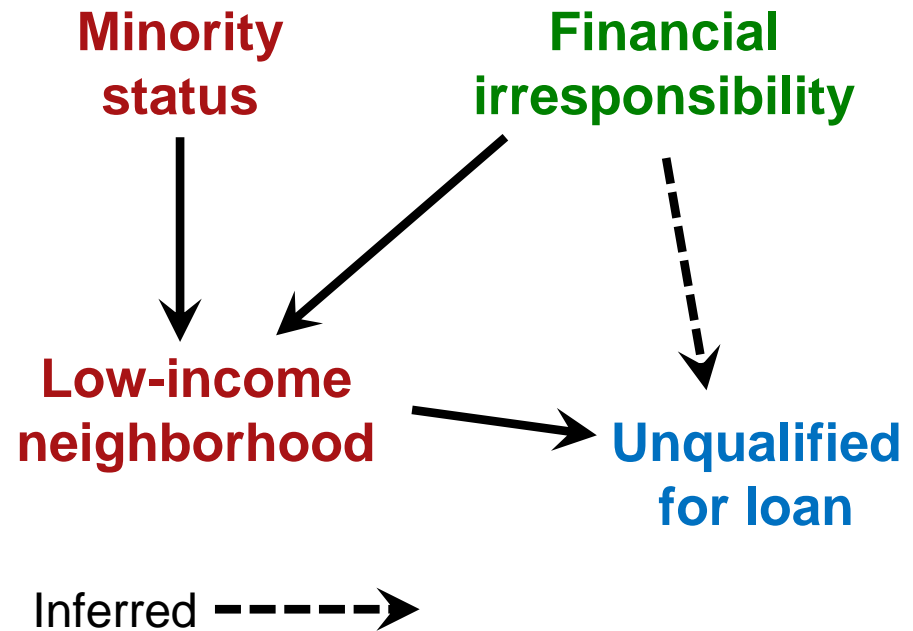 Minority
status
Financial
irresponsibility
Low-income
neighborhood
Unqualified
for loan
Inferred